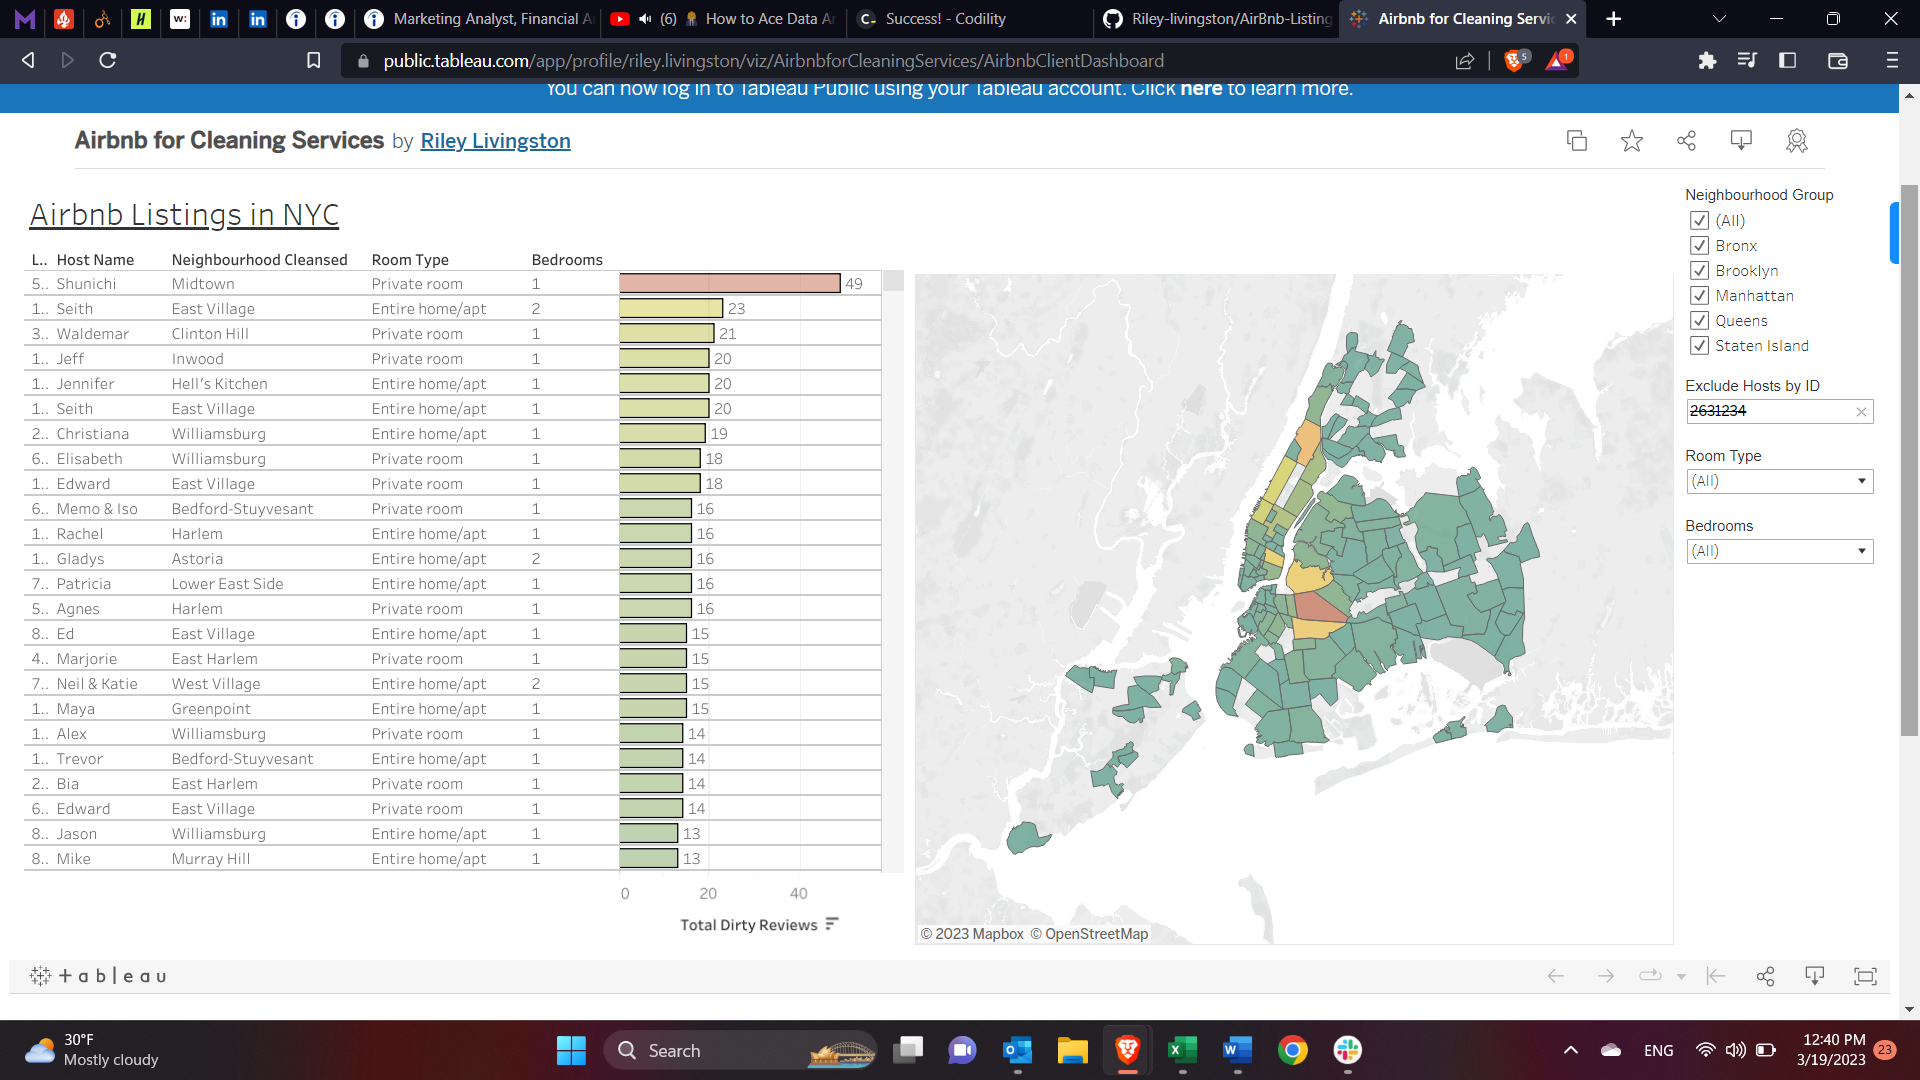 Marketing Analyst, Financial A
(6) How to Ace Data Ar
Success! - Codility
Riley-livingston/AirBnb-Listing
Airbnb for Cleaning Servic
public.tableau.com/app/profile/riley.livingston/viz/AirbnbforCleaningServices/AirbnbClientDashboard
5
1
You can now log in to Tableau Public using your Tableau account. Click here to learn more.
Airbnb for Cleaning Services by Riley Livingston
Airbnb Listings in NYC
L.. Host Name Neighbourhood Cleansed Room Type Bedrooms
5.. Shunichi Midtown Private room 1 49
1.. Seith East Village Entire home/apt 2 23
3.. Waldemar Clinton Hill Private room 1 21
1.. Jeff Inwood Private room 1 20
1.. Jennifer Hell's Kitchen Entire home/apt 1 20
1.. Seith East Village Entire home/apt 1 20
2.. Christiana Williamsburg Entire home/apt 1 19
6.. Elisabeth Williamsburg Private room 1 18
1.. Edward East Village Private room 1 18
6.. Memo & Iso Bedford-Stuyvesant Private room 1 16
1.. Rachel Harlem Entire home/apt 1 16
1.. Gladys Astoria Entire home/apt 2 16
7.. Patricia Lower East Side Entire home/apt 1 16
5.. Agnes Harlem Private room 1 16
8.. Ed East Village Entire home/apt 1 15
4.. Marjorie East Harlem Private room 1 15
7.. Neil & Katie West Village Entire home/apt 2 15
1.. Maya Greenpoint Entire home/apt 1 15
1.. Alex Williamsburg Private room 1 14
1.. Trevor Bedford-Stuyvesant Entire home/apt 1 14
2.. Bia East Harlem Private room 1 14
6.. Edward East Village Private room 1 14
8.. Jason Williamsburg Entire home/apt 1 13
8.. Mike Murray Hill Entire home/apt 1 13
0 20 40
Total Dirty Reviews
© 2023 Mapbox © OpenStreetMap
Neighbourhood Group
(All)
Bronx
Brooklyn
Manhattan
Queens
Staten Island
Exclude Hosts by ID
2631234
Room Type
(All)
Bedrooms
(All)
+ a b l e a u
30°F
Mostly cloudy
Search
ENG
12:40 PM
3/19/2023
23